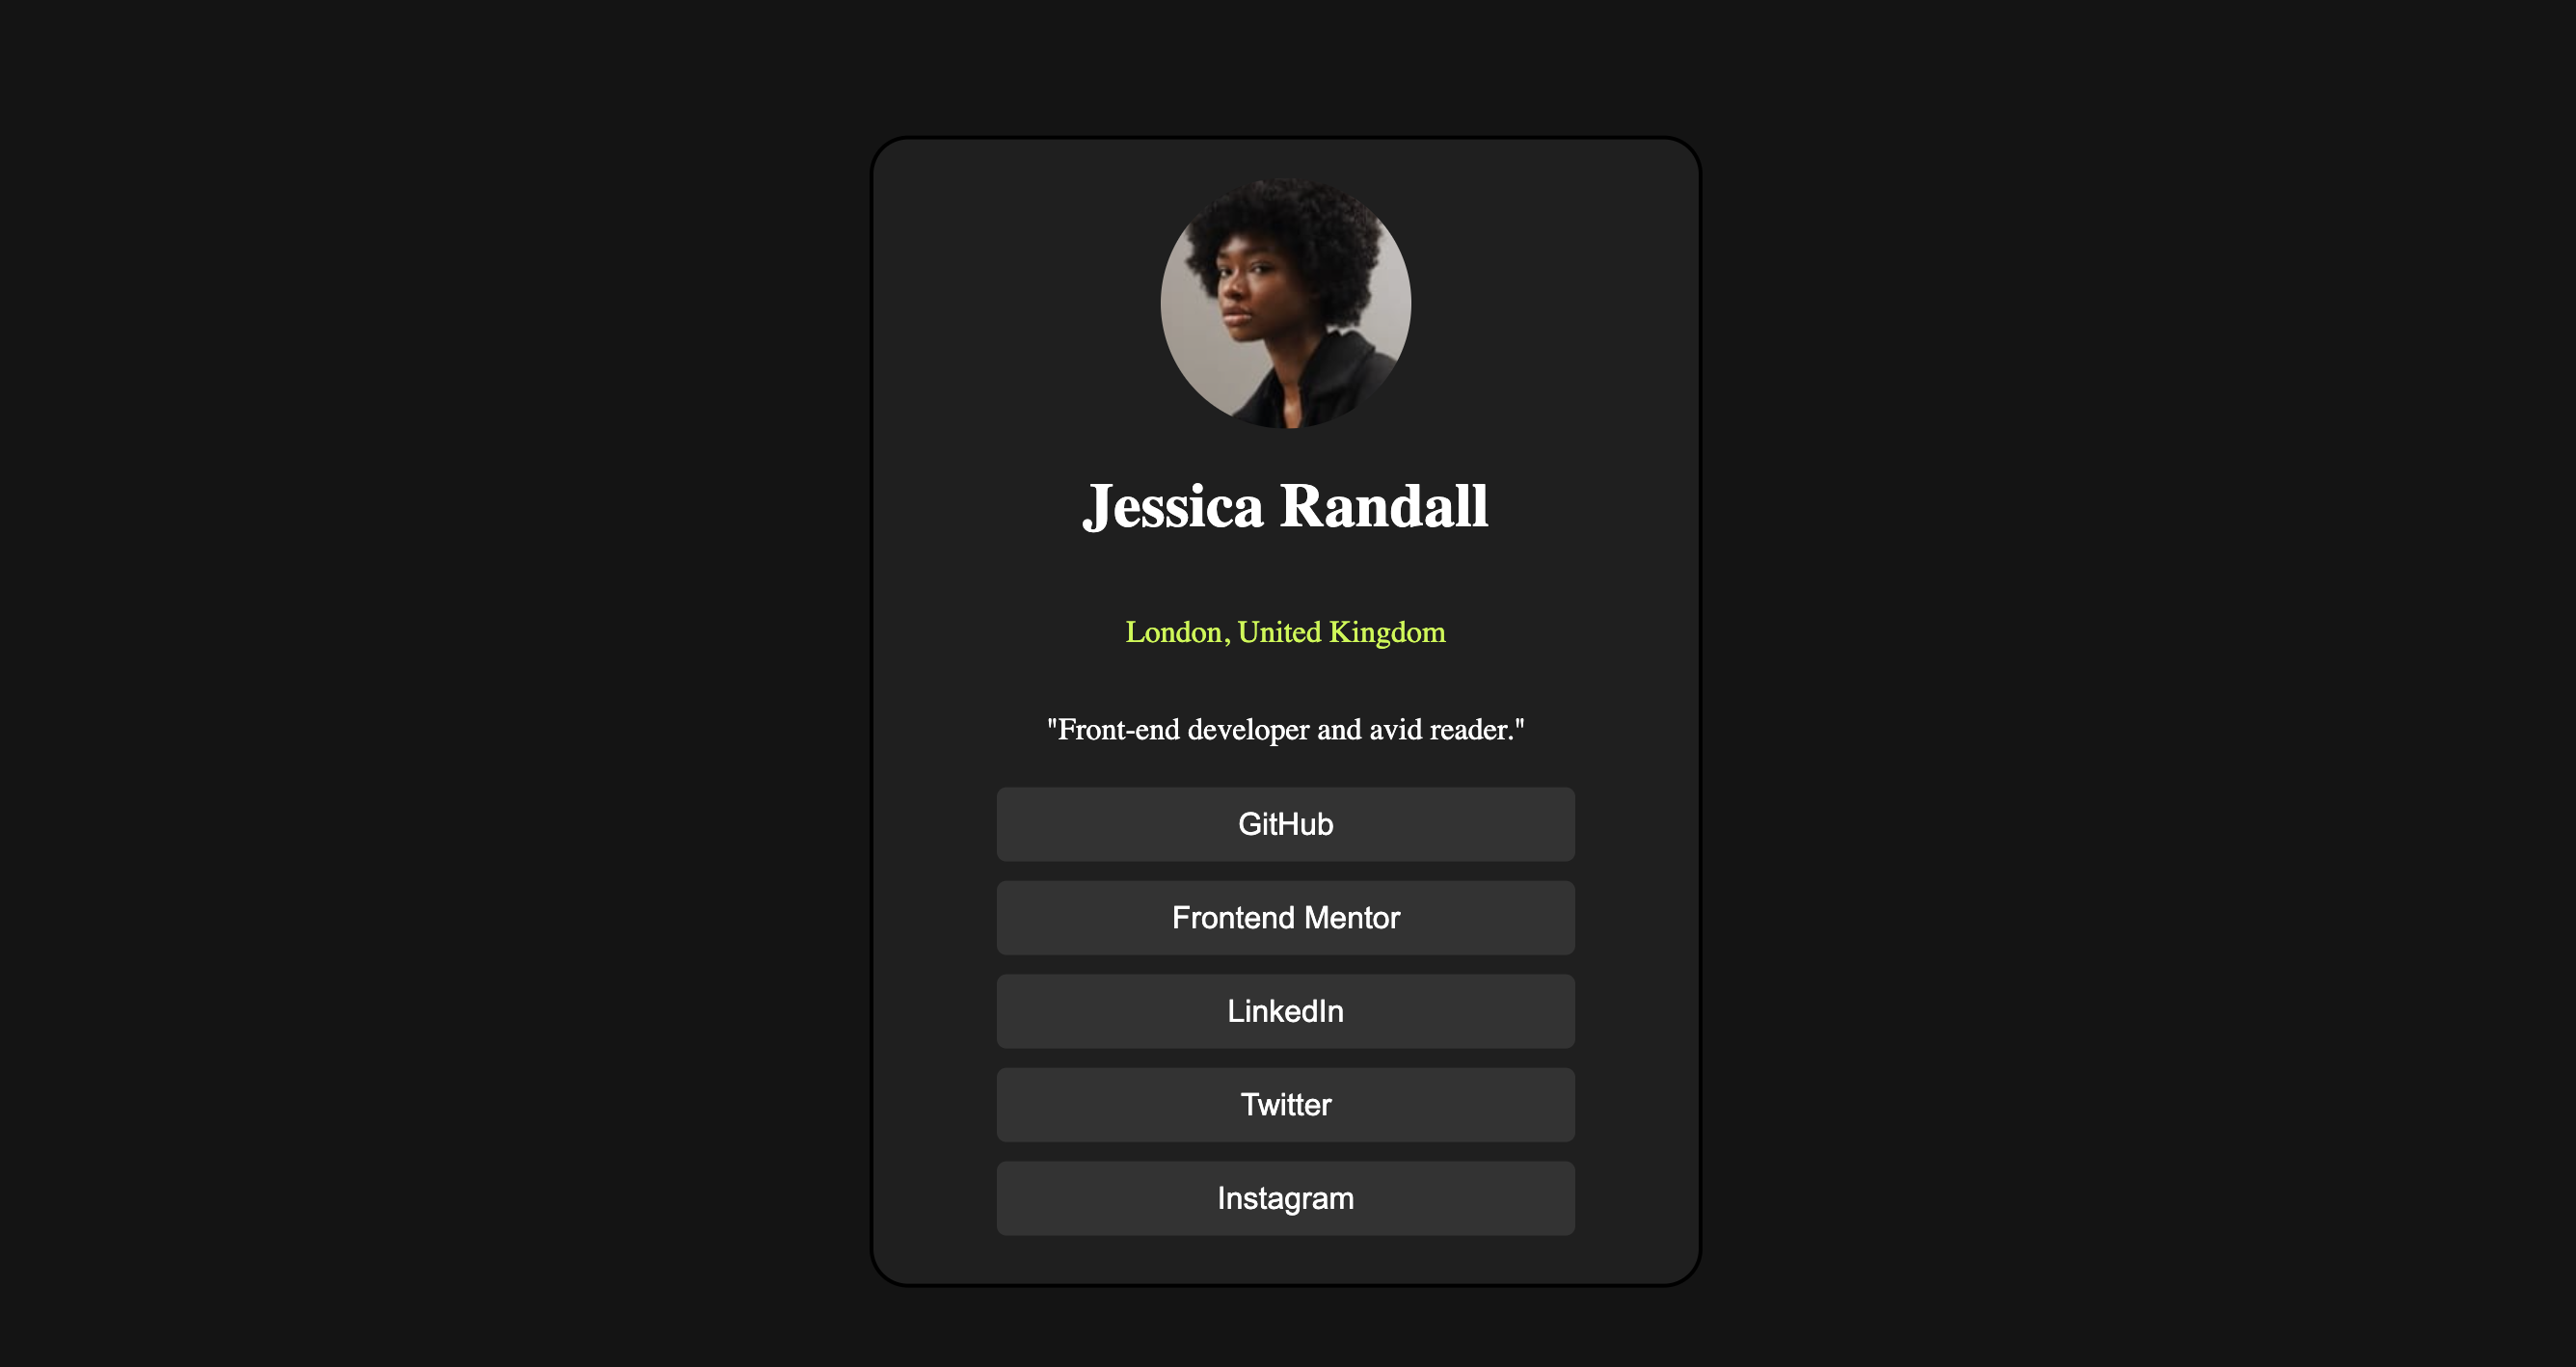 Jessica Randall
London, United Kingdom
"Front-end developer and avid reader."
GitHub
Frontend Mentor
LinkedIn
Twitter
Instagram